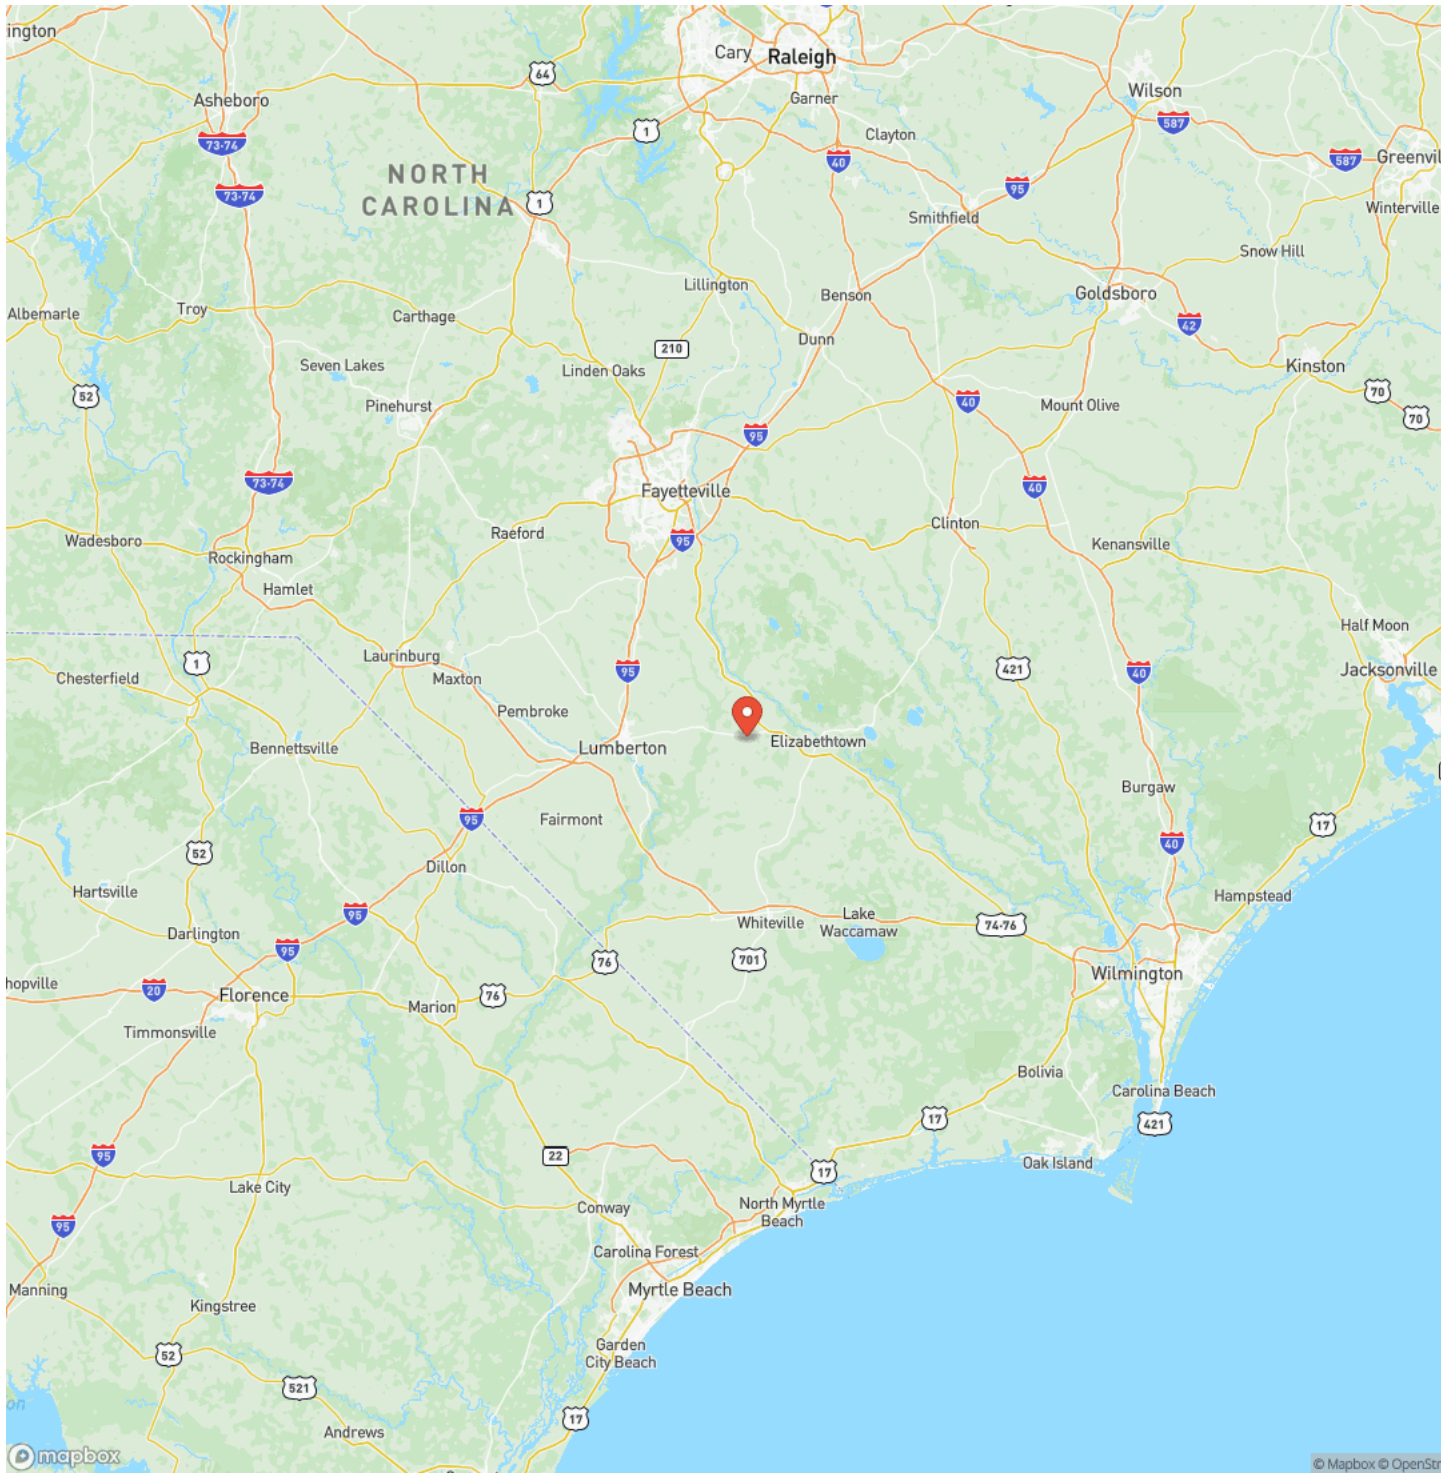 ington
Cary
Raleigh
64
Asheboro
Garner
Wilson
587
1
Clayton
73-74
40
587
Greenvil
NORTH
CAROLINA
73-74
1
95
Winterville
Smithfield
Snow Hill
Lillington
Benson
Goldsboro
Albemarle
Troy
Carthage
42
Dunn
210
Seven Lakes
Linden Oaks
Kinston
52
Pinehurst
40
Mount Olive
70
70
95
73-74
40
Fayetteville
Clinton
Raeford
95
Wadesboro
Kenansville
Rockingham
Hamlet
Half Moon
1
Laurinburg
95
421
40
Jacksonville
Chesterfield
Maxton
Pembroke
Bennettsville
Lumberton
Elizabethtown
Burgaw
95
Fairmont
17
52
40
Dillon
Hartsville
95
Hampstead
Darlington
Whiteville
Lake
Waccamaw
74-76
95
76
701
Wilmington
hopville
20
Florence
76
Marion
Timmonsville
Bolivia
Carolina Beach
17
421
95
22
Oak Island
17
Lake City
Conway
North Myrtle
Beach
95
Carolina Forest
Manning
Myrtle Beach
Kingstree
Garden
City Beach
52
521
17
Andrews
on
mapbox
© Mapbox © OpenStr